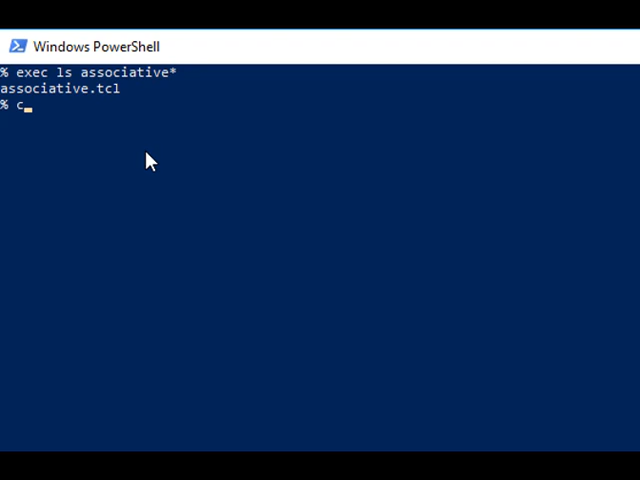 Windows PowerShell
% exec ls associative*
associative.tcl
% c